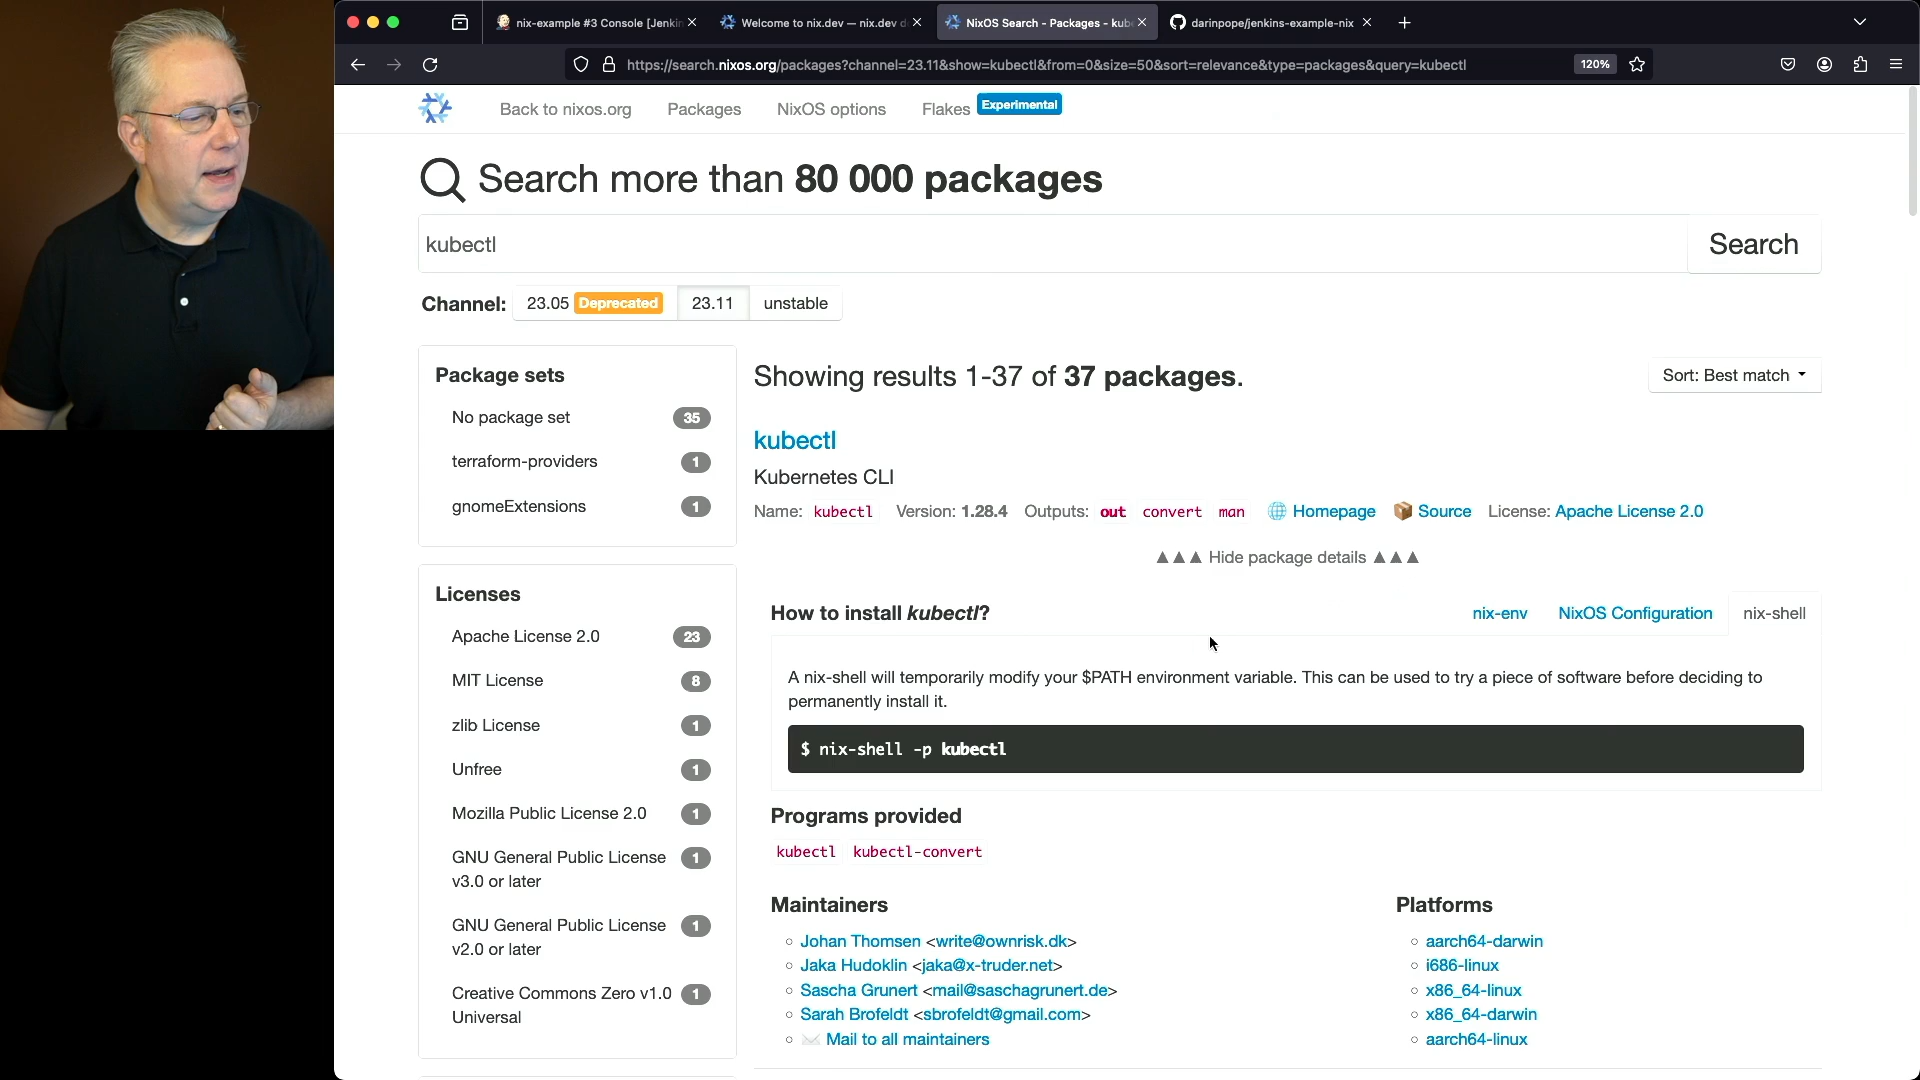 nix-example #3 Console [Jenkin
Welcome to nix.dev — nix.dev d
NixOS Search - Packages - kub
darinpope/jenkins-example-nix
https://search.nixos.org/packages?channel=23.11&show=kubectl&from=0&size=50&sort=relevance&type=packages&query=kubectl
120%
Back to nixos.org
Packages
NixOS options
Flakes Experimental
Search more than 80 000 packages
kubectl
Search
Channel: 23.05 Deprecated 23.11 unstable
Package sets
No package set 35
terraform-providers 1
gnomeExtensions 1
Licenses
Apache License 2.0 23
MIT License 8
zlib License 1
Unfree 1
Mozilla Public License 2.0 1
GNU General Public License 1
v3.0 or later
GNU General Public License 1
v2.0 or later
Creative Commons Zero v1.0 1
Universal
Showing results 1-37 of 37 packages.
Sort: Best match
kubectl
Kubernetes CLI
Name: kubectl Version: 1.28.4 Outputs: out convert man Homepage Source License: Apache License 2.0
▲▲▲ Hide package details ▲▲▲
How to install kubectl?
nix-env
NixOS Configuration
nix-shell
A nix-shell will temporarily modify your $PATH environment variable. This can be used to try a piece of software before deciding to
permanently install it.
$ nix-shell -p kubectl
Programs provided
kubectl kubectl-convert
Maintainers
Johan Thomsen <write@ownrisk.dk>
Jaka Hudoklin <jaka@x-truder.net>
Sascha Grunert <mail@saschagrunert.de>
Sarah Brofeldt <sbrofeldt@gmail.com>
Mail to all maintainers
Platforms
aarch64-darwin
i686-linux
x86_64-linux
x86_64-darwin
aarch64-linux